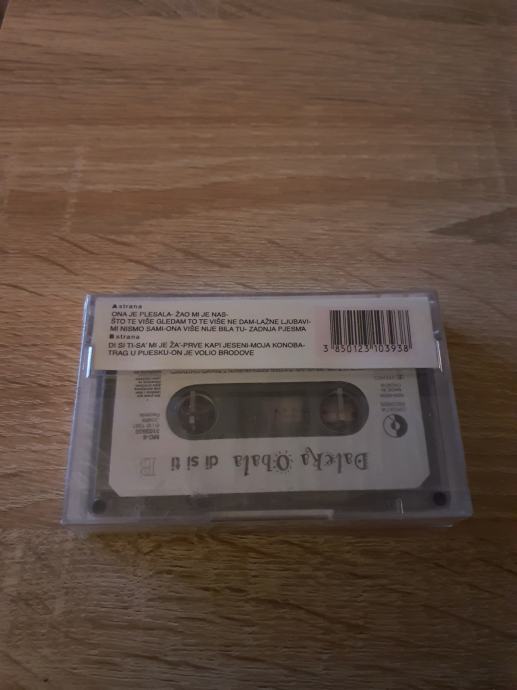 A strana
ONA JE PLESALA- ŽAO MI JE NAS-
ŠTO TE VIŠE GLEDAM TO TE VIŠE NE DAM-LAŽNE LJUBAVI-
MI NISMO SAMI-ONA VIŠE NIJE BILA TU- ZADNJA PJESMA
B strana
DI SI TI-SA' MI JE ŽA'-PRVE KAPI JESENI-MOJA KONOBA-
TRAG U PIJESKU-ON JE VOLIO BRODOVE
3 850123 103938
Daleka Obala di si ti B